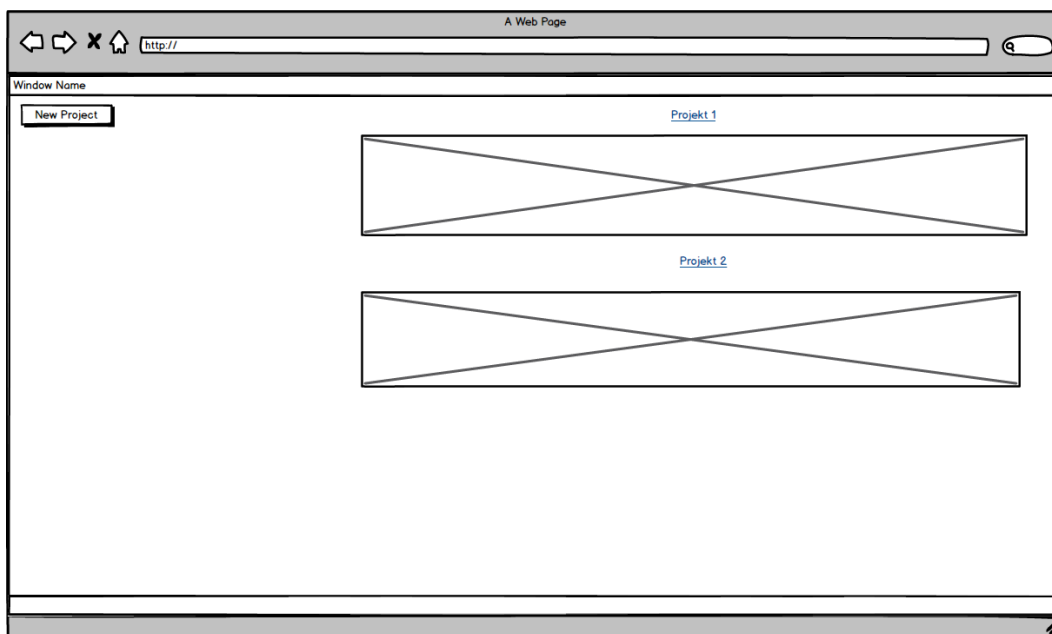 A Web Page
http://
Window Name
New Project
Projekt 1
Projekt 2